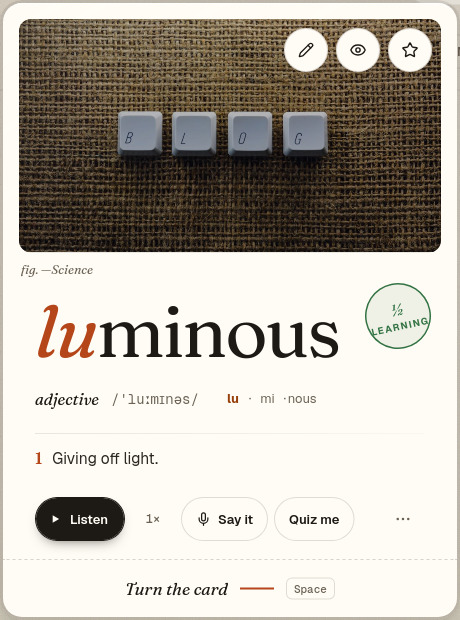 B L O G
fig. —Science
luminous
½
LEARNING
adjective /ˈluːmɪnəs/ lu · mi · nous
1 Giving off light.
Listen 1× Say it Quiz me ...
Turn the card — Space